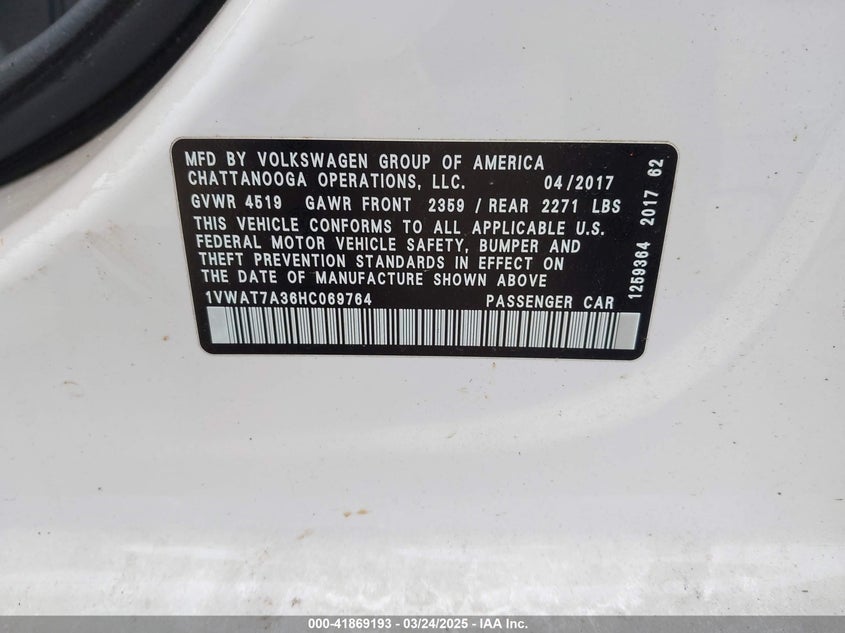 MFD BY VOLKSWAGEN GROUP OF AMERICA
CHATTANOOGA OPERATIONS, LLC. 04/2017
GVWR 4519 GAWR FRONT 2359 / REAR 2271 LBS
THIS VEHICLE CONFORMS TO ALL APPLICABLE U.S.
FEDERAL MOTOR VEHICLE SAFETY, BUMPER AND
THEFT PREVENTION STANDARDS IN EFFECT ON
THE DATE OF MANUFACTURE SHOWN ABOVE
1VWAT7A36HC069764 PASSENGER CAR
1259364 2017 62
000-41869193 - 03/24/2025 - IAAI Inc.